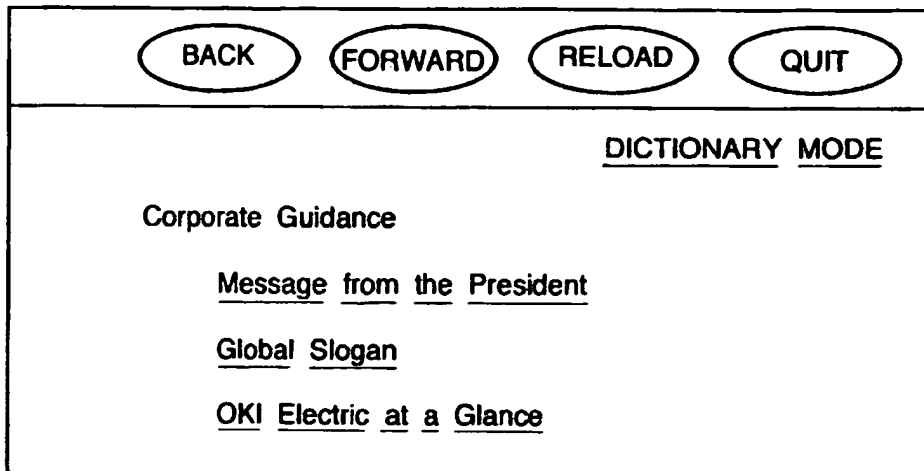 BACK FORWARD RELOAD QUIT
DICTIONARY MODE
Corporate Guidance
Message from the President
Global Slogan
OKI Electric at a Glance